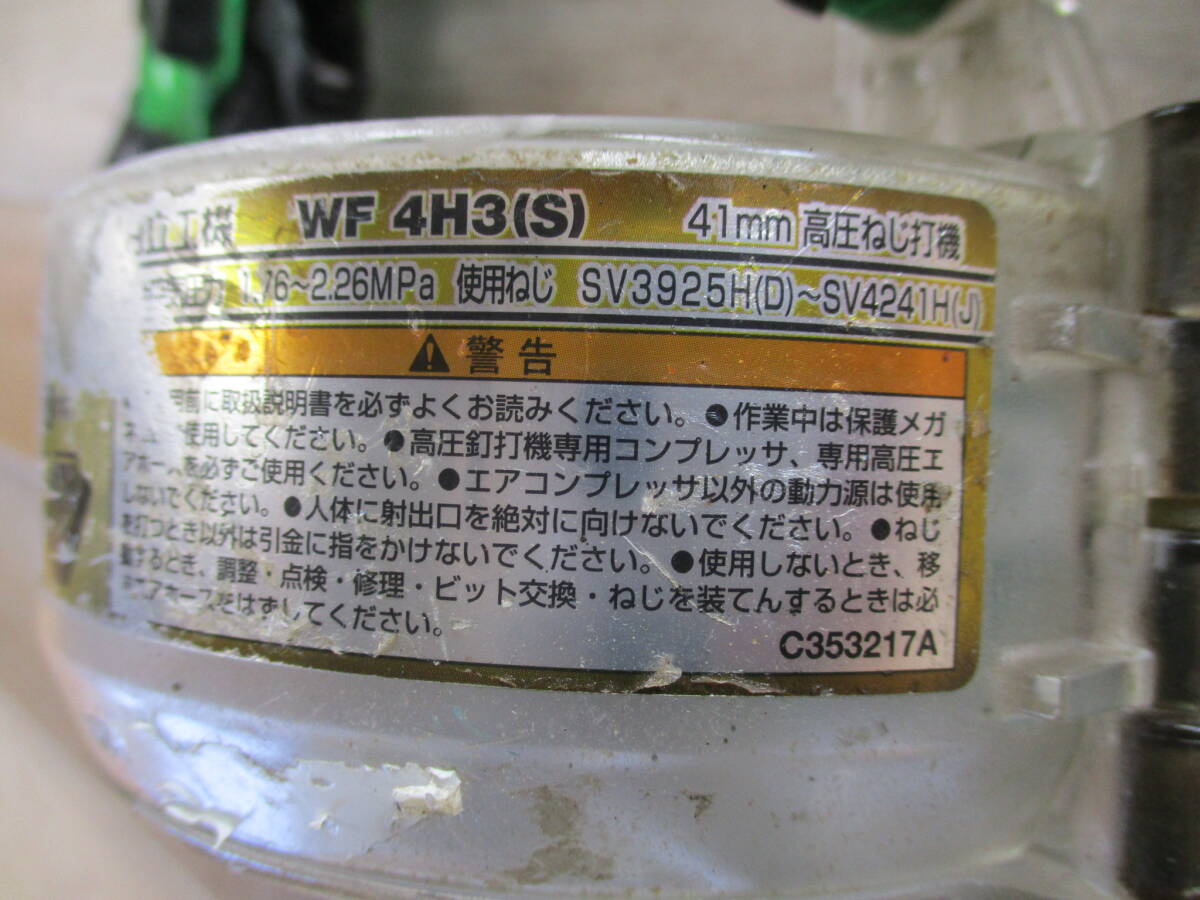 工機 WF 4H3(S) 41mm 高圧ねじ打機
1.76～2.26MPa 使用ねじ SV3925H(D)～SV4241H(J)
警告
用前に取扱説明書を必ずよくお読みください。●作業中は保護メガ
使用してください。●高圧釘打機専用コンプレッサ、専用高圧エ
アホースを必ずご使用ください。●エアコンプレッサ以外の動力源は使用
しないでください。●人体に射出口を絶対に向けないでください。●ねじ
を打つとき以外は引金に指をかけないでください。●使用しないとき、移
動するとき、調整・点検・修理・ビット交換・ねじを装てんするときは必
エアホースをはずしてください。
C353217A